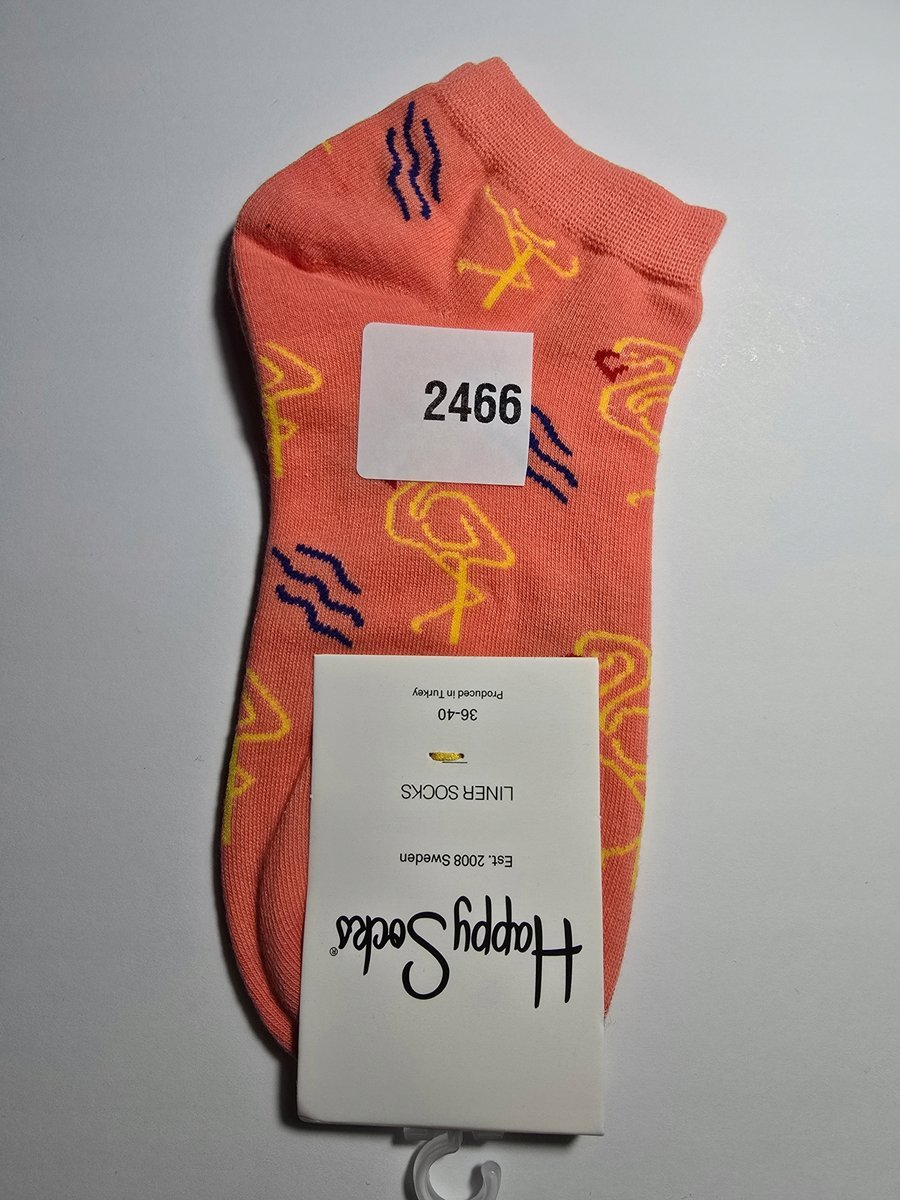 2466
Happy Socks®
Est. 2008 Sweden
LINER SOCKS
36-40
Produced in Turkey